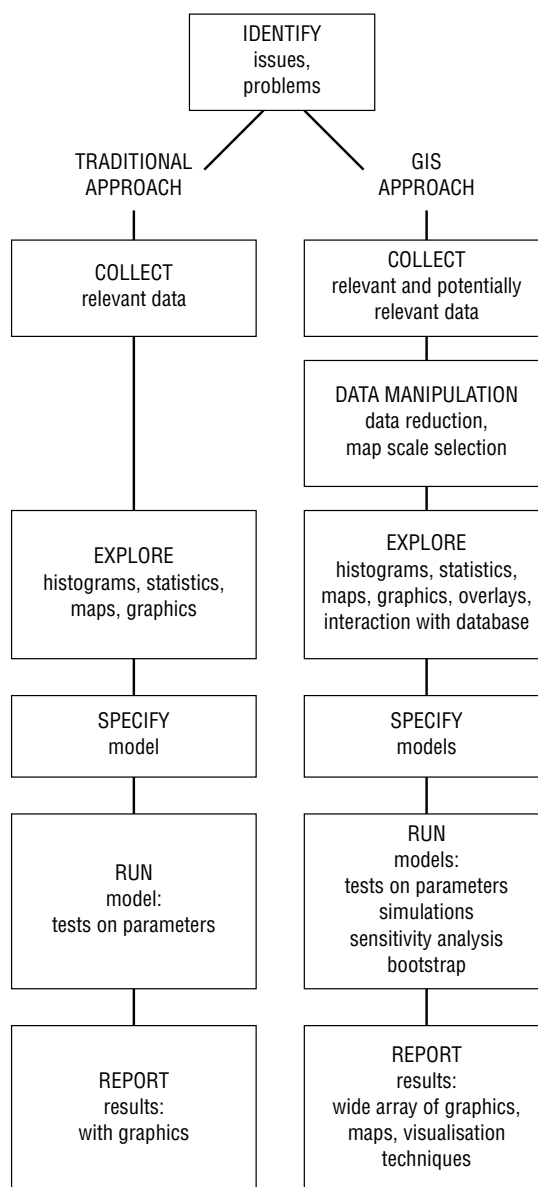 IDENTIFY
issues,
problems
TRADITIONAL
APPROACH
COLLECT
relevant data
EXPLORE
histograms, statistics,
maps, graphics
SPECIFY
model
RUN
model:
tests on parameters
REPORT
results:
with graphics
GIS
APPROACH
COLLECT
relevant and potentially
relevant data
DATA MANIPULATION
data reduction,
map scale selection
EXPLORE
histograms, statistics,
maps, graphics, overlays,
interaction with database
SPECIFY
models
RUN
models:
tests on parameters
simulations
sensitivity analysis
bootstrap
REPORT
results:
wide array of graphics,
maps, visualisation
techniques